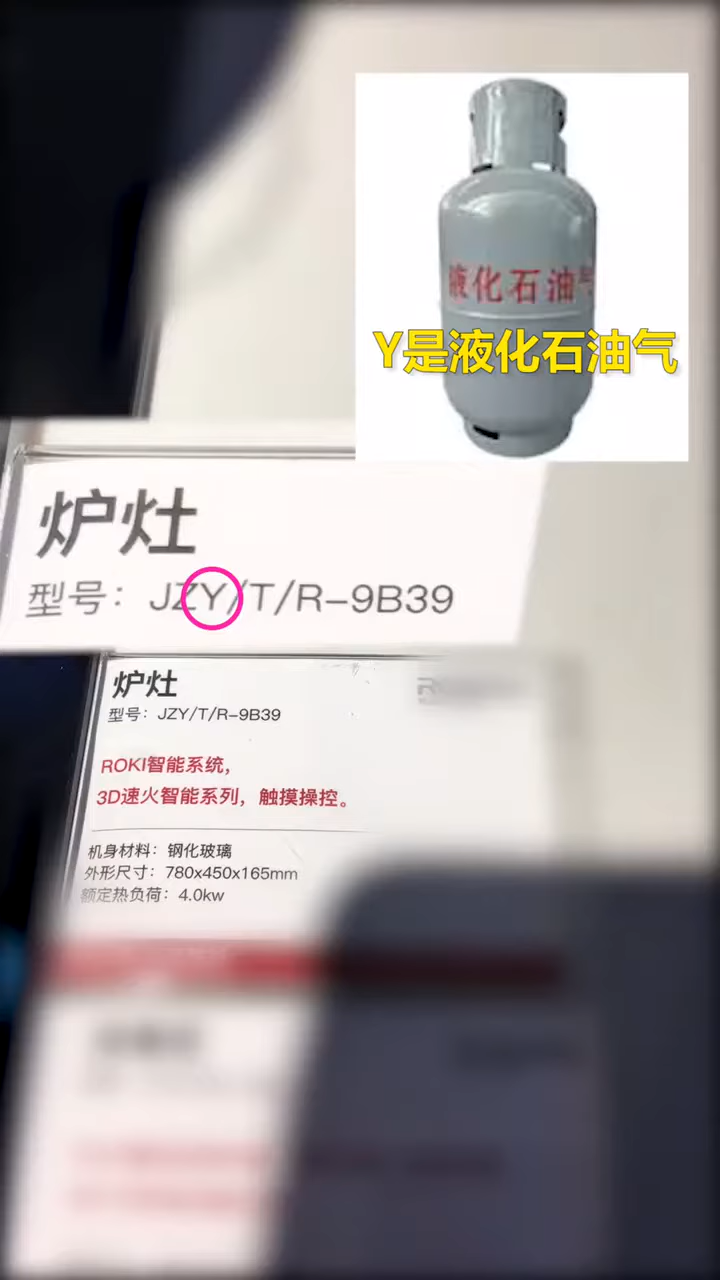 液化石油气
Y是液化石油气
炉灶
型号：JZY/T/R-9B39
炉灶
型号：JZY/T/R-9B39
ROKI智能系统，
3D速火智能系列，触摸操控。
机身材料：钢化玻璃
外形尺寸：780x450x165mm
额定热负荷：4.0kw